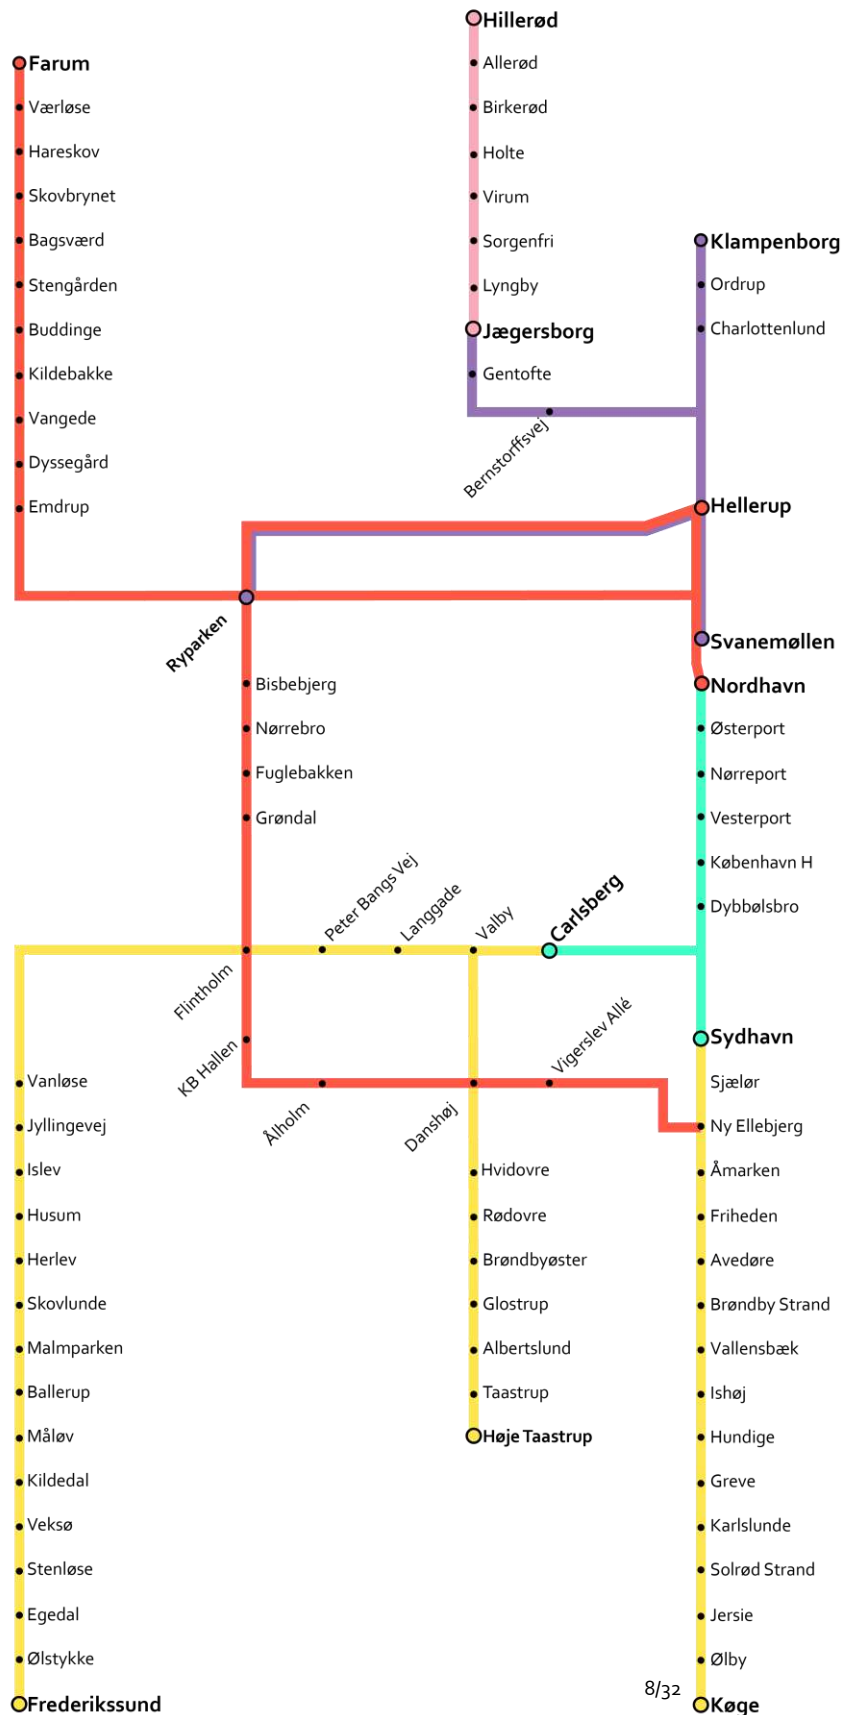 Hillerød
Allerød
Birkerød
Holte
Virum
Sorgenfri
Lyngby
Jægersborg
Gentofte
Bernstorffsvej
Farum
Værløse
Hareskov
Skovbrynet
Bagsværd
Stengården
Buddinge
Kildebakke
Vangede
Dyssegård
Emdrup
Klampenborg
Ordrup
Charlottenlund
Hellerup
Svanemøllen
Nordhavn
Østerport
Nørreport
Vesterport
København H
Dybbølsbro
Ryparken
Bisbebjerg
Nørrebro
Fuglebakken
Grøndal
Flintholm
Peter Bangs Vej
Langgade
Valby
Carlsberg
KB Hallen
Ålholm
Danshøj
Vigerslev Allé
Sydhavn
Sjælør
Ny Ellebjerg
Åmarken
Friheden
Avedøre
Brøndby Strand
Vallensbæk
Ishøj
Hundige
Greve
Karlslunde
Solrød Strand
Jersie
Ølby
Køge
Vanløse
Jyllingevej
Islev
Husum
Herlev
Skovlunde
Malmparken
Ballerup
Måløv
Kildedal
Veksø
Stenløse
Egedal
Ølstykke
Frederikssund
Hvidovre
Rødovre
Brøndbyøster
Glostrup
Albertslund
Taastrup
Høje Taastrup
8/32